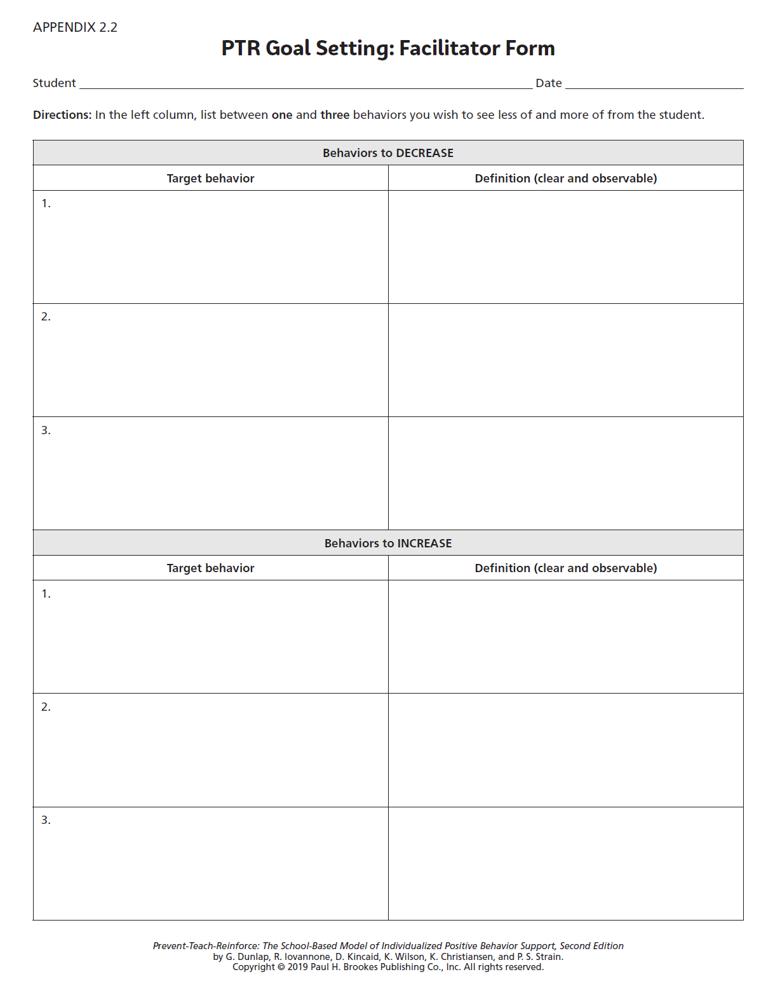 APPENDIX 2.2
PTR Goal Setting: Facilitator Form
Student Date
Directions: In the left column, list between one and three behaviors you wish to see less of and more of from the student.
Behaviors to DECREASE
Target behavior Definition (clear and observable)
1.
2.
3.
Behaviors to INCREASE
Target behavior Definition (clear and observable)
1.
2.
3.
Prevent-Teach-Reinforce: The School-Based Model of Individualized Positive Behavior Support, Second Edition
by G. Dunlap, R. Iovannone, D. Kincaid, K. Wilson, K. Christiansen, and P. S. Strain.
Copyright © 2019 Paul H. Brookes Publishing Co., Inc. All rights reserved.